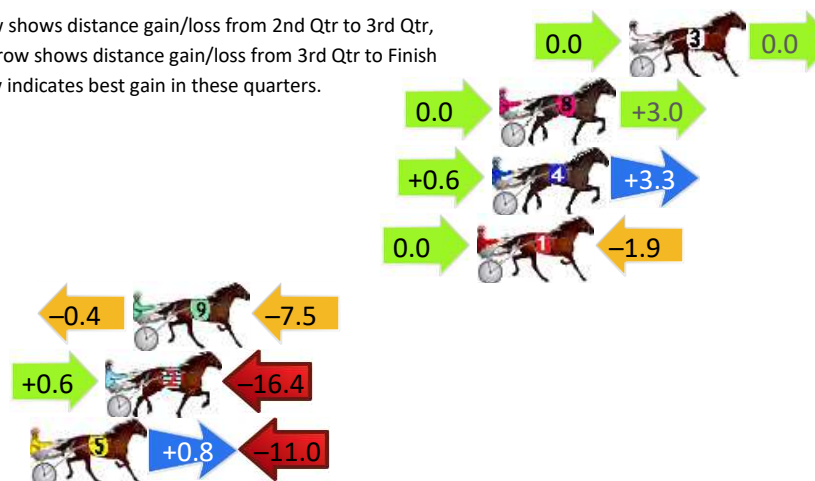 y shows distance gain/loss from 2nd Qtr to 3rd Qtr,
row shows distance gain/loss from 3rd Qtr to Finish
y indicates best gain in these quarters.
0.0 3 0.0
0.0 8 +3.0
+0.6 4 +3.3
0.0 1 –1.9
–0.4 9 –7.5
+0.6 –16.4
5 +0.8 –11.0